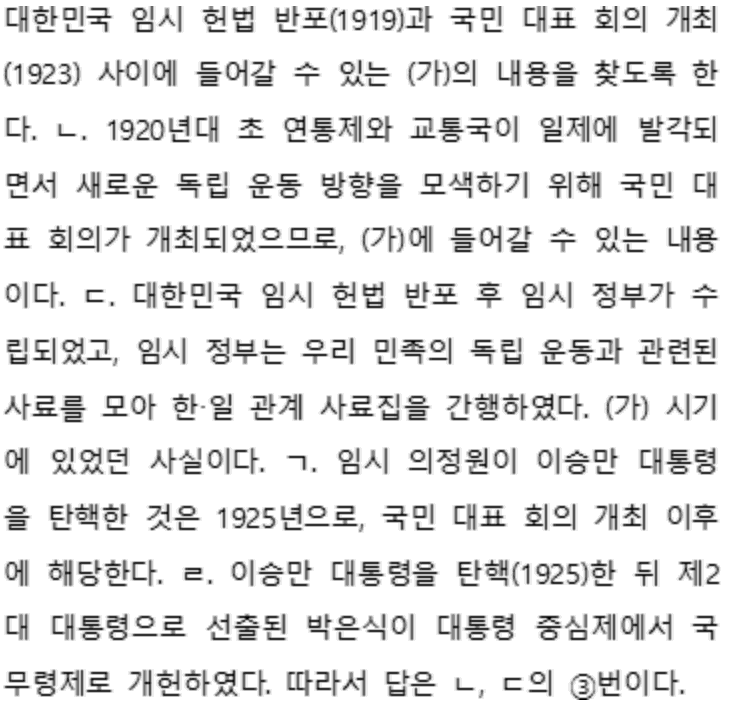 대한민국 임시 헌법 반포(1919)과 국민 대표 회의 개최
(1923) 사이에 들어갈 수 있는 (가)의 내용을 찾도록 한
다. ㄴ. 1920년대 초 연통제와 교통국이 일제에 발각되
면서 새로운 독립 운동 방향을 모색하기 위해 국민 대
표 회의가 개최되었으므로, (가)에 들어갈 수 있는 내용
이다. ㄷ. 대한민국 임시 헌법 반포 후 임시 정부가 수
립되었고, 임시 정부는 우리 민족의 독립 운동과 관련된
사료를 모아 한·일 관계 사료집을 간행하였다. (가) 시기
에 있었던 사실이다. ㄱ. 임시 의정원이 이승만 대통령
을 탄핵한 것은 1925년으로, 국민 대표 회의 개최 이후
에 해당한다. ㄹ. 이승만 대통령을 탄핵(1925)한 뒤 제2
대 대통령으로 선출된 박은식이 대통령 중심제에서 국
무령제로 개헌하였다. 따라서 답은 ㄴ, ㄷ의 ③번이다.